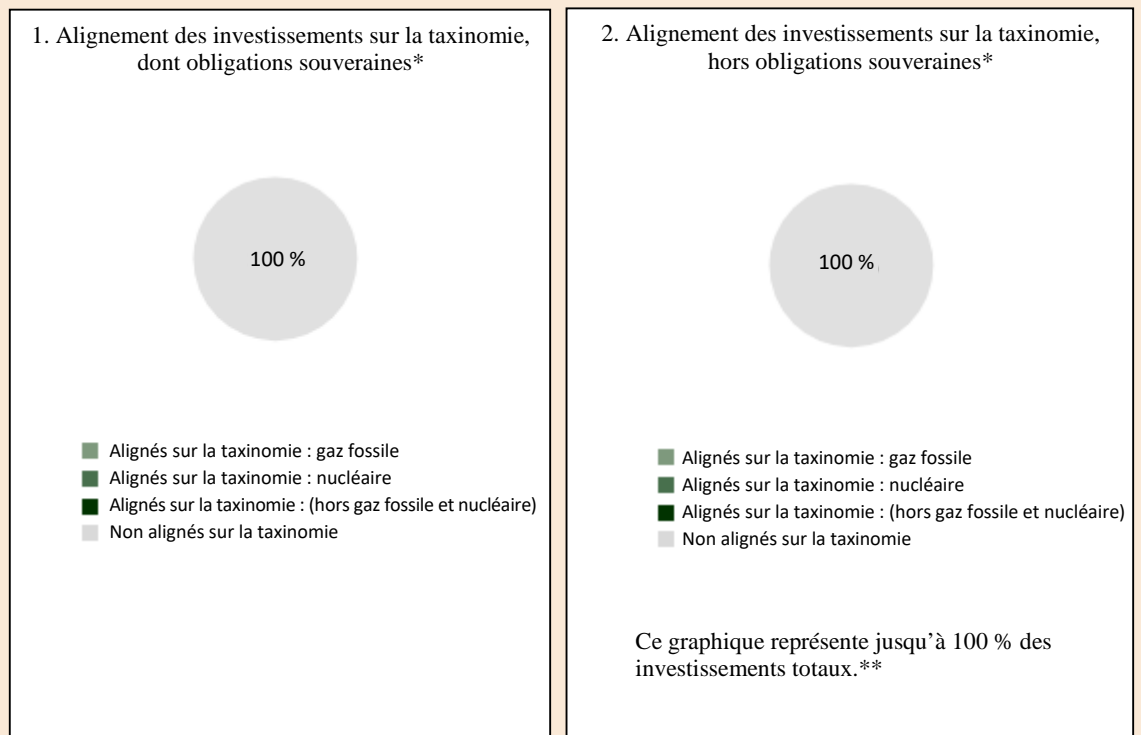 1. Alignement des investissements sur la taxinomie,
dont obligations souveraines*
100 %
Alignés sur la taxinomie : gaz fossile
Alignés sur la taxinomie : nucléaire
Alignés sur la taxinomie : (hors gaz fossile et nucléaire)
Non alignés sur la taxinomie
2. Alignement des investissements sur la taxinomie,
hors obligations souveraines*
100 %
Alignés sur la taxinomie : gaz fossile
Alignés sur la taxinomie : nucléaire
Alignés sur la taxinomie : (hors gaz fossile et nucléaire)
Non alignés sur la taxinomie
Ce graphique représente jusqu’à 100 % des
investissements totaux.**